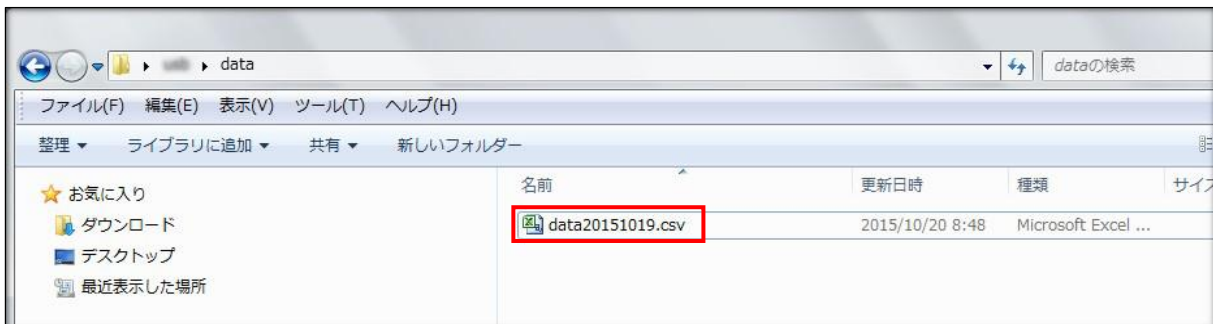 data
dataの検索
ファイル(F) 編集(E) 表示(V) ツール(T) ヘルプ(H)
整理 ライブラリに追加 共有 新しいフォルダー
お気に入り
ダウンロード
デスクトップ
最近表示した場所
名前 更新日時 種類 サイズ
data20151019.csv 2015/10/20 8:48 Microsoft Excel ...